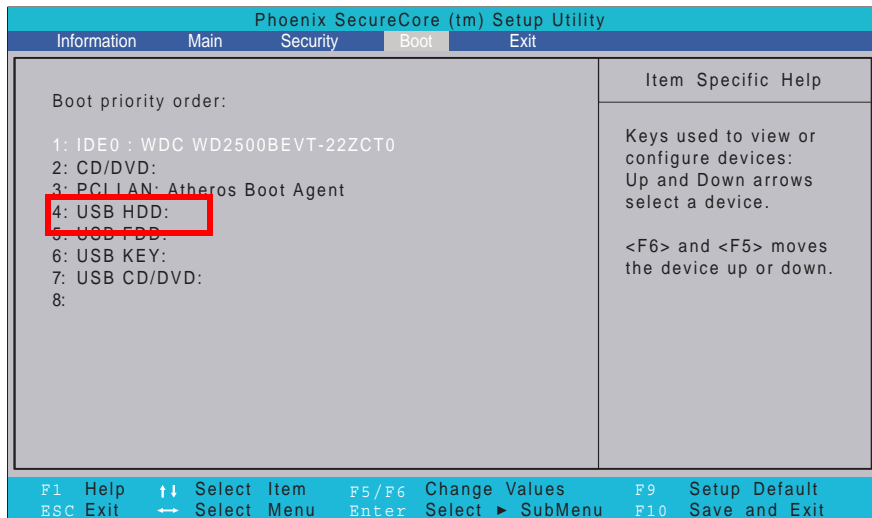 Phoenix SecureCore (tm) Setup Utility
Information Main Security Boot Exit
Boot priority order:
1: IDE0 : WDC WD2500BEVT-22ZCT0
2: CD/DVD:
3: PCI LAN: Atheros Boot Agent
4: USB HDD:
5: USB FDD:
6: USB KEY:
7: USB CD/DVD:
8:
Item Specific Help
Keys used to view or
configure devices:
Up and Down arrows
select a device.
<F6> and <F5> moves
the device up or down.
F1 Help ↑↓ Select Item F5/F6 Change Values F9 Setup Default
ESC Exit ↔ Select Menu Enter Select ► SubMenu F10 Save and Exit